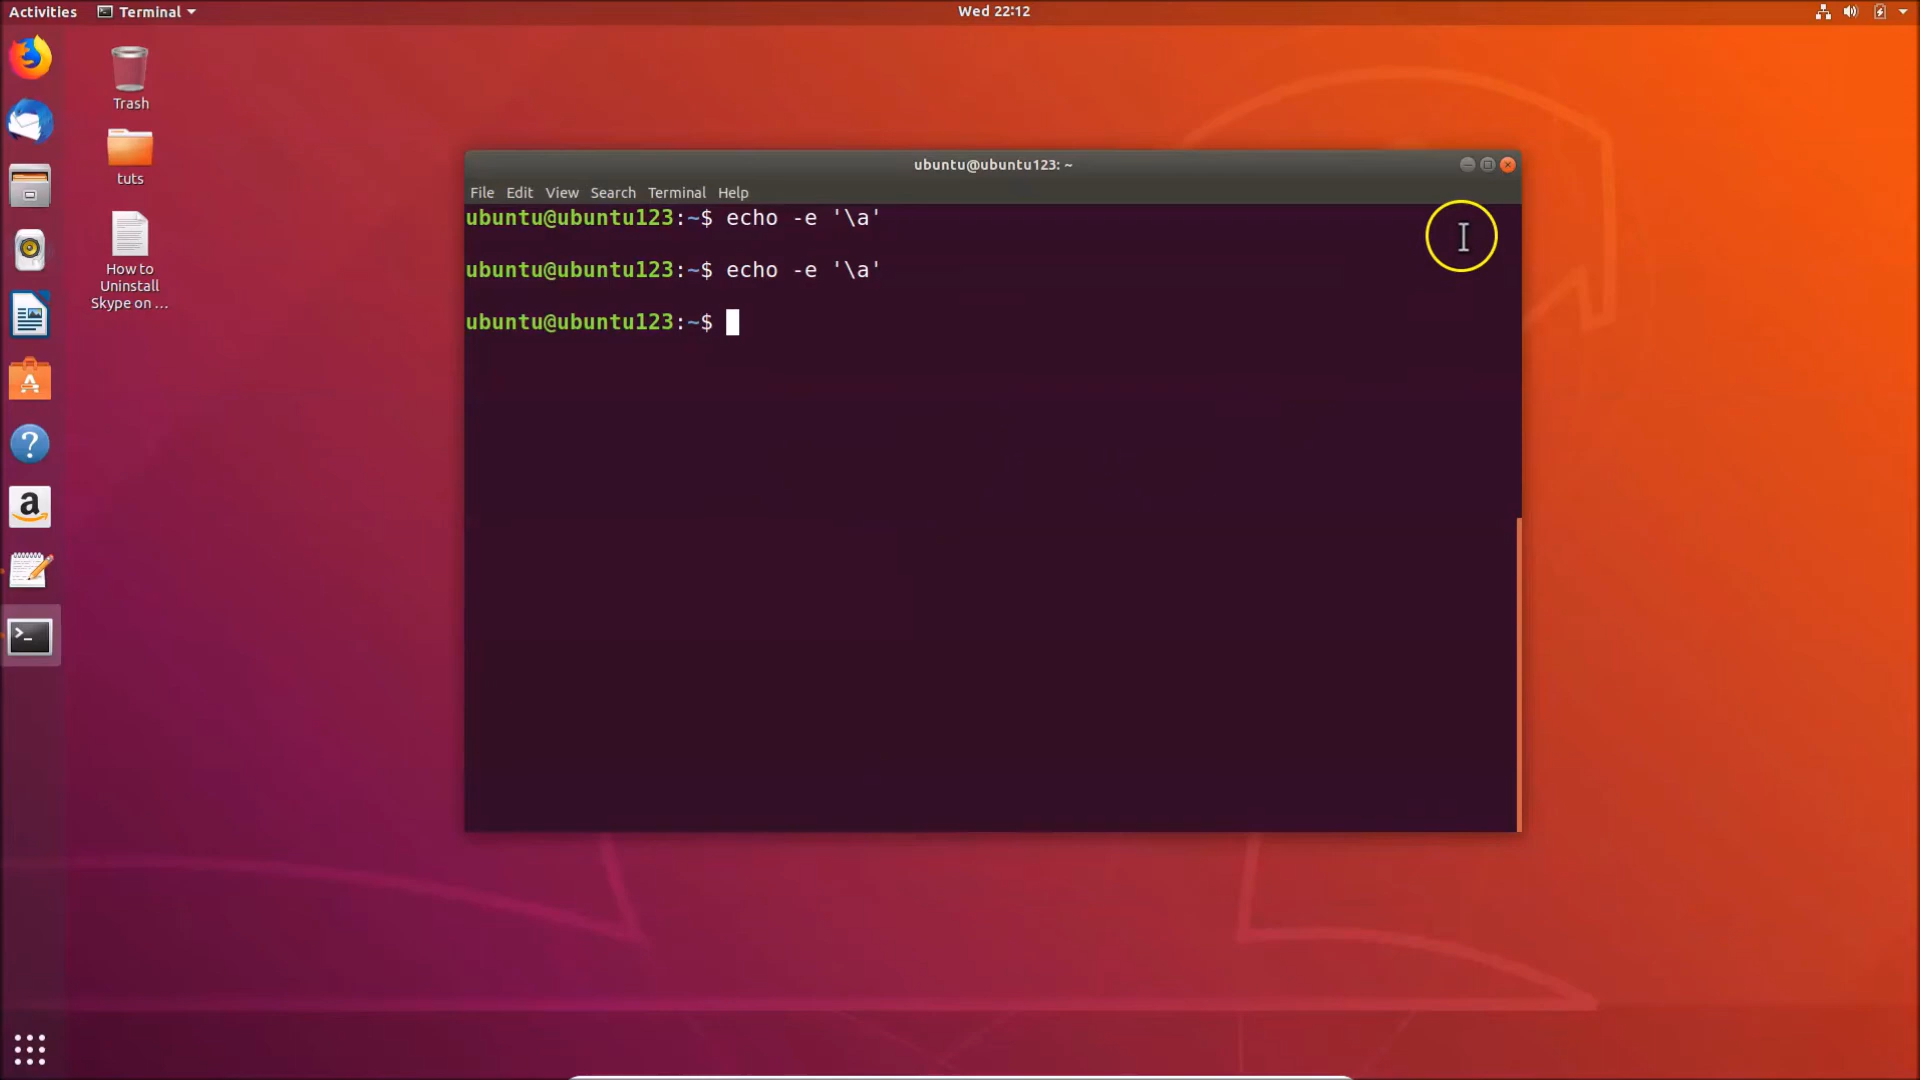 Activities Terminal Wed 22:12
Trash
tuts
How to
Uninstall
Skype on ...
ubuntu@ubuntu123: ~
File Edit View Search Terminal Help
ubuntu@ubuntu123:~$ echo -e '\a'
ubuntu@ubuntu123:~$ echo -e '\a'
ubuntu@ubuntu123:~$